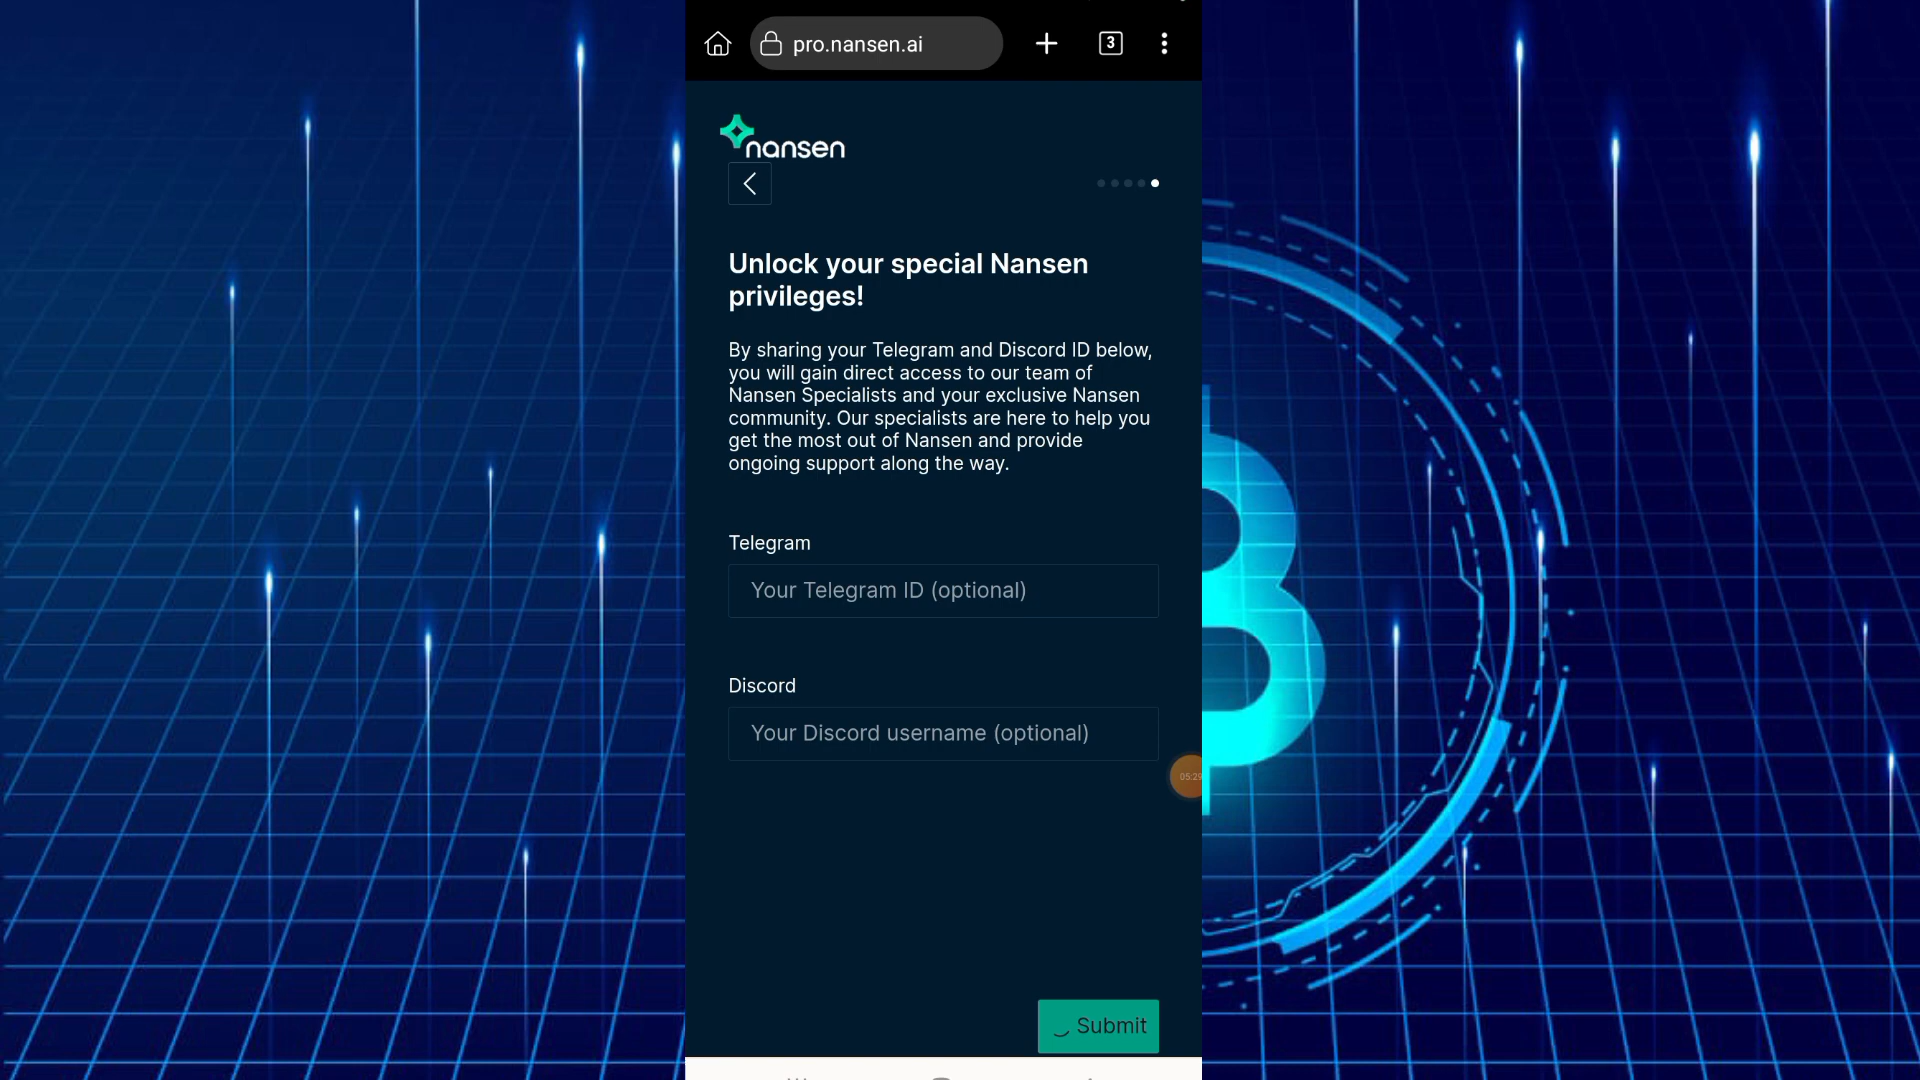 pro.nansen.ai
3
nansen
Unlock your special Nansen
privileges!
By sharing your Telegram and Discord ID below,
you will gain direct access to our team of
Nansen Specialists and your exclusive Nansen
community. Our specialists are here to help you
get the most out of Nansen and provide
ongoing support along the way.
Telegram
Your Telegram ID (optional)
Discord
Your Discord username (optional)
05:29
Submit